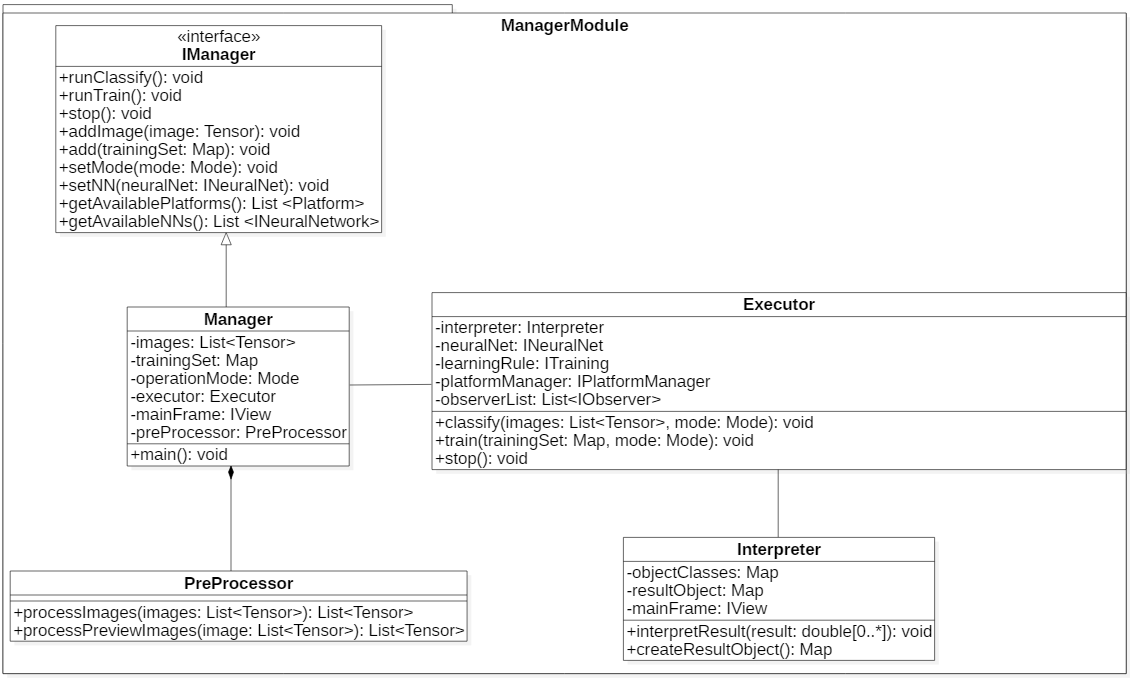 ManagerModule
«interface»
IManager
+runClassify(): void
+runTrain(): void
+stop(): void
+addImage(image: Tensor): void
+add(trainingSet: Map): void
+setMode(mode: Mode): void
+setNN(neuralNet: INeuralNet): void
+getAvailablePlatforms(): List <Platform>
+getAvailableNNs(): List <INeuralNetwork>
Manager
-images: List<Tensor>
-trainingSet: Map
-operationMode: Mode
-executor: Executor
-mainFrame: IView
-preProcessor: PreProcessor
+main(): void
Executor
-interpreter: Interpreter
-neuralNet: INeuralNet
-learningRule: ITraining
-platformManager: IPlatformManager
-observerList: List<IObserver>
+classify(images: List<Tensor>, mode: Mode): void
+train(trainingSet: Map, mode: Mode): void
+stop(): void
PreProcessor
+processImages(images: List<Tensor>): List<Tensor>
+processPreviewImages(image: List<Tensor>): List<Tensor>
Interpreter
-objectClasses: Map
-resultObject: Map
-mainFrame: IView
+interpretResult(result: double[0..*]): void
+createResultObject(): Map